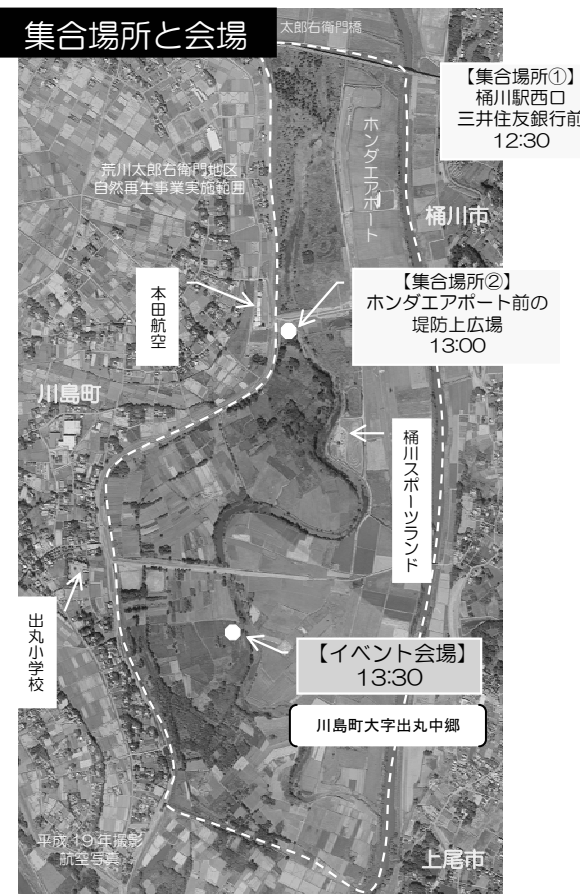 集合場所と会場
太郎右衛門橋
【集合場所①】
桶川駅西口
三井住友銀行前
12:30
ホンダエアポート
荒川太郎右衛門地区
自然再生事業実施範囲
桶川市
【集合場所②】
ホンダエアポート前の
堤防上広場
13:00
本田航空
川島町
桶川スポーツランド
出丸小学校
【イベント会場】
13:30
川島町大字出丸中郷
平成19年撮影
航空写真
上尾市